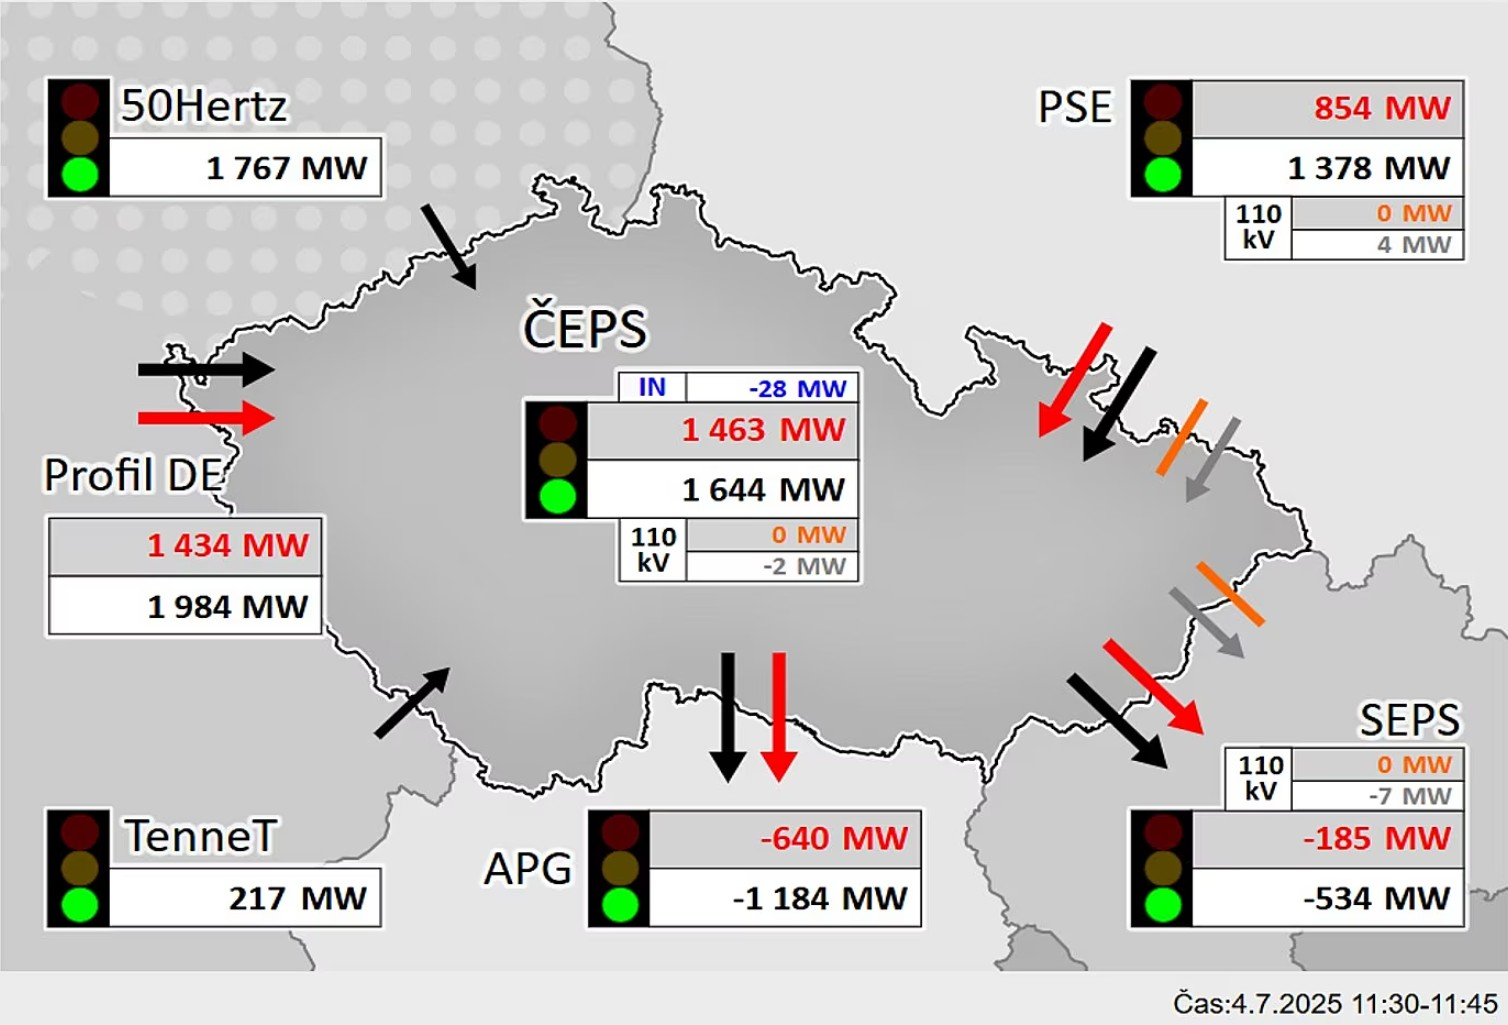 50Hertz
1 767 MW
PSE
854 MW
1 378 MW
110 kV
0 MW
4 MW
ČEPS
IN -28 MW
1 463 MW
1 644 MW
110 kV
0 MW
-2 MW
Profil DE
1 434 MW
1 984 MW
TenneT
217 MW
APG
-640 MW
-1 184 MW
SEPS
110 kV
0 MW
-7 MW
-185 MW
-534 MW
Čas:4.7.2025 11:30-11:45